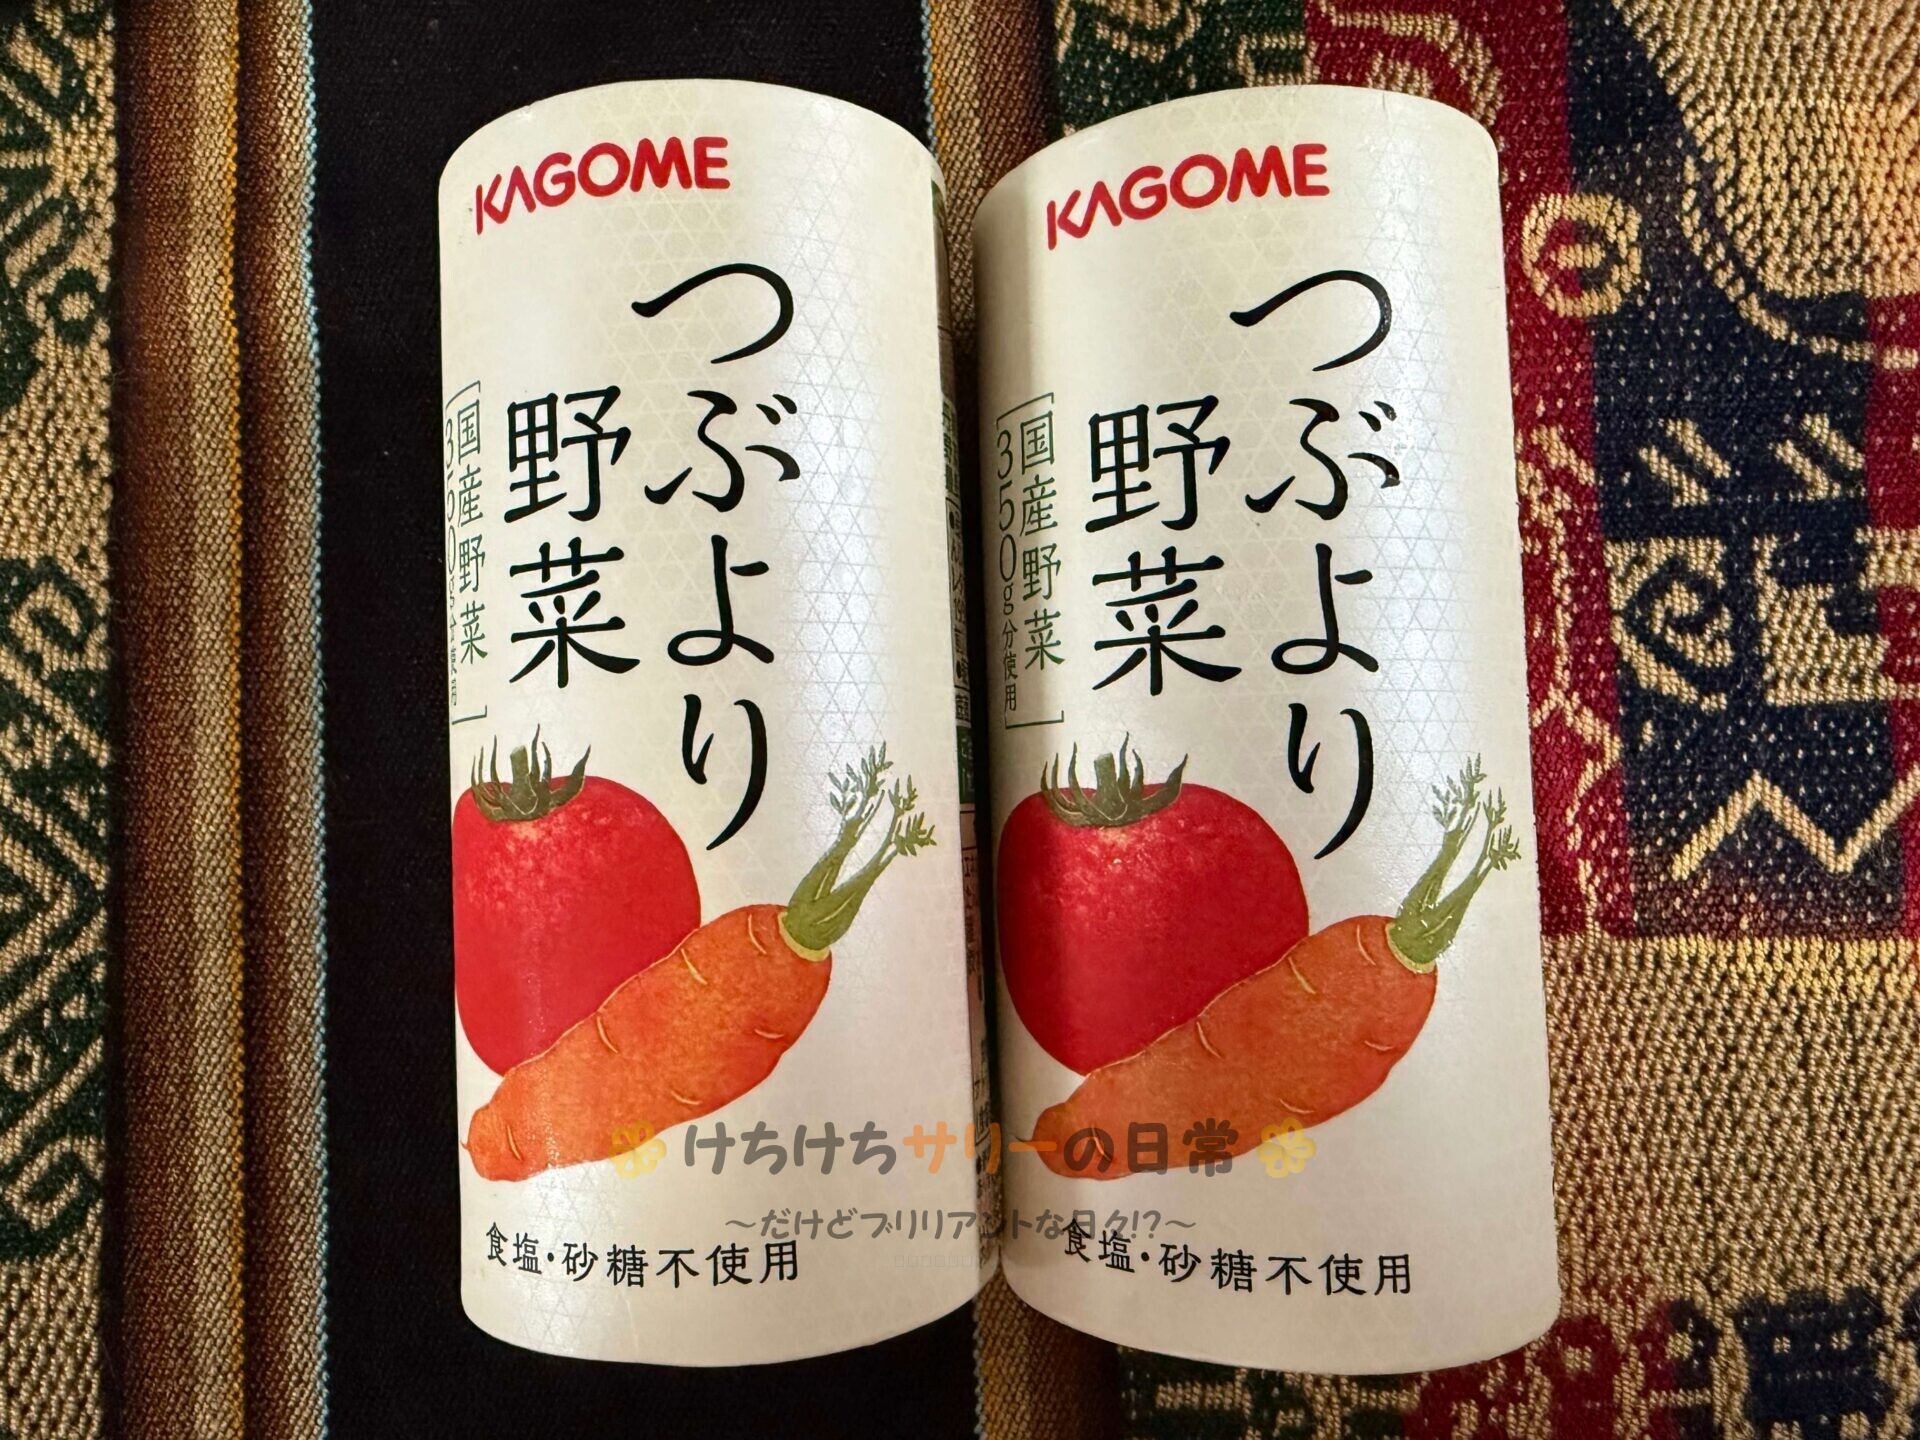 KAGOME
つぶより
野菜
国産野菜
350g分使用
食塩・砂糖不使用
KAGOME
つぶより
野菜
国産野菜
350g分使用
食塩・砂糖不使用
けちけちサリーの日常
～だけどブリリアントな日々!?～